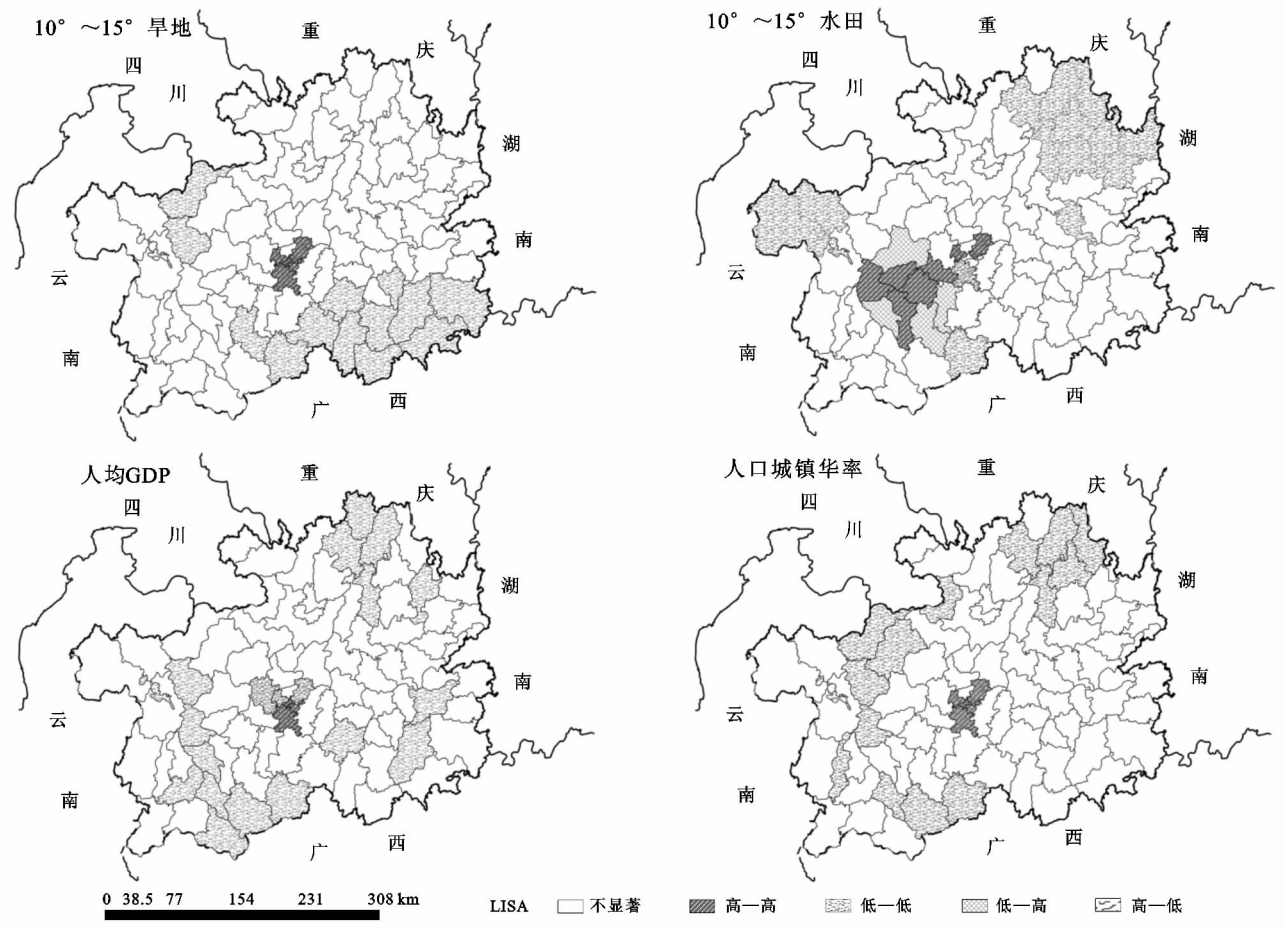 10°～15°旱地
重
庆
四
川
湖
南
云
南
广
西
10°～15°水田
重
庆
四
川
湖
南
云
南
广
西
人均GDP
重
庆
四
川
湖
南
云
南
广
西
人口城镇华率
重
庆
四
川
湖
南
云
南
广
西
0 38.5 77 154 231 308 km
LISA 不显著 高—高 低—低 低—高 高—低